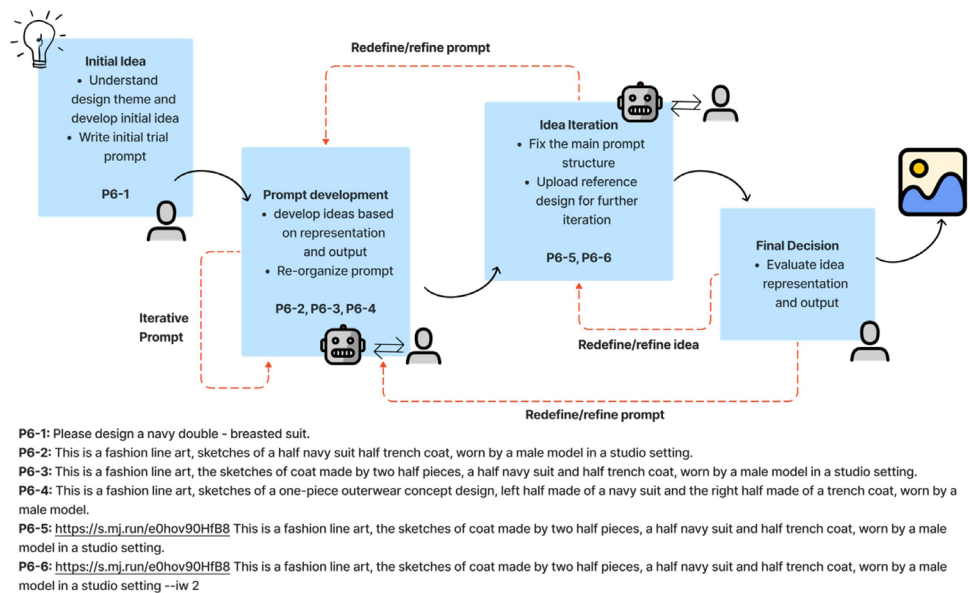 Redefine/refine prompt
Initial Idea
• Understand
design theme and
develop initial idea
• Write initial trial
prompt
P6-1
Idea Iteration
• Fix the main prompt
structure
• Upload reference
design for further
iteration
P6-5, P6-6
Prompt development
• develop ideas based
on representation
and output
• Re-organize prompt
P6-2, P6-3, P6-4
Final Decision
• Evaluate idea
representation
and output
Iterative
Prompt
Redefine/refine idea
Redefine/refine prompt
P6-1: Please design a navy double - breasted suit.
P6-2: This is a fashion line art, sketches of a half navy suit half trench coat, worn by a male model in a studio setting.
P6-3: This is a fashion line art, the sketches of coat made by two half pieces, a half navy suit and half trench coat, worn by a male model in a studio setting.
P6-4: This is a fashion line art, sketches of a one-piece outerwear concept design, left half made of a navy suit and the right half made of a trench coat, worn by a
male model.
P6-5: https://s.mj.run/e0hov90HfB8 This is a fashion line art, the sketches of coat made by two half pieces, a half navy suit and half trench coat, worn by a male
model in a studio setting.
P6-6: https://s.mj.run/e0hov90HfB8 This is a fashion line art, the sketches of coat made by two half pieces, a half navy suit and half trench coat, worn by a male
model in a studio setting --iw 2